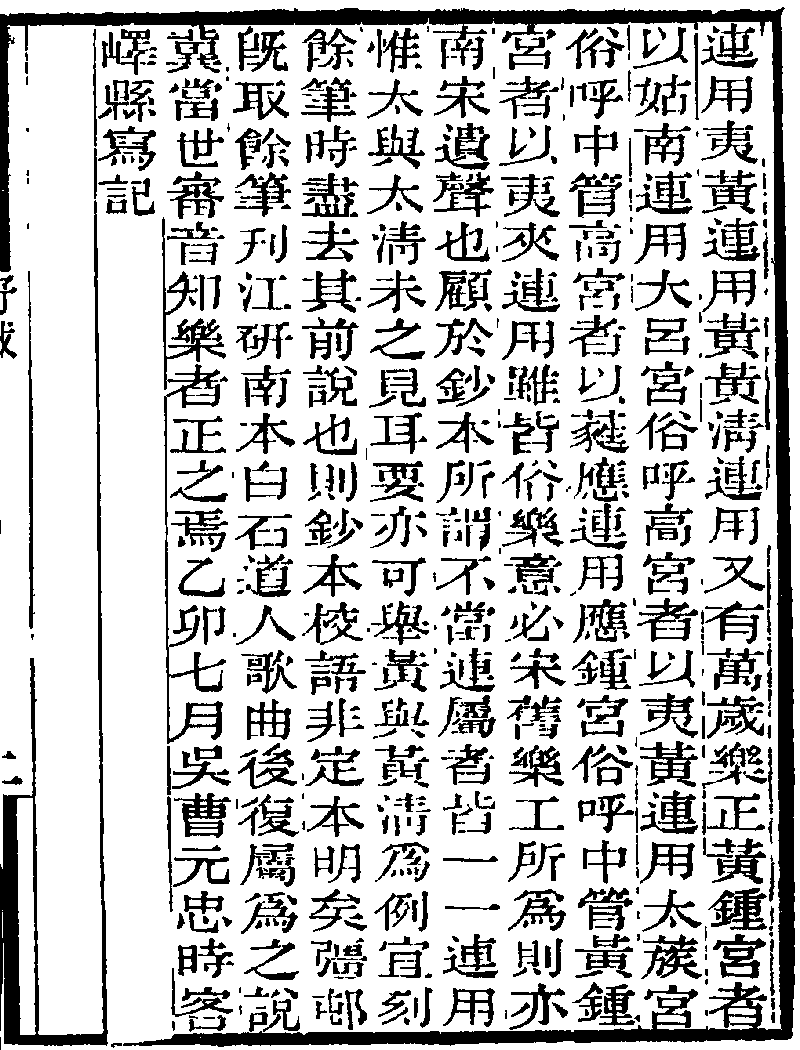 連用夷黃連用黃黃淸連用又有萬歲樂正黃鍾宮者
以姑南連用大呂宮俗呼高宮者以夷黃連用太蔟宮
俗呼中管高宮者以蕤應連用應鍾宮俗呼中管黃鍾
宮者以夷夾連用雖皆俗樂意必宋舊樂工所爲則亦
南宋遺聲也顧於鈔本所謂不當連屬者皆一一連用
惟太與太淸未之見耳要亦可舉黃與黃淸爲例宜刻
餘筆時盡去其前說也則鈔本校語非定本明矣彊邨
旣取餘筆刋江硏南本白石道人歌曲後復屬爲之說
冀當世審音知樂者正之焉乙卯七月吳曹元忠時客
嶧縣寫記